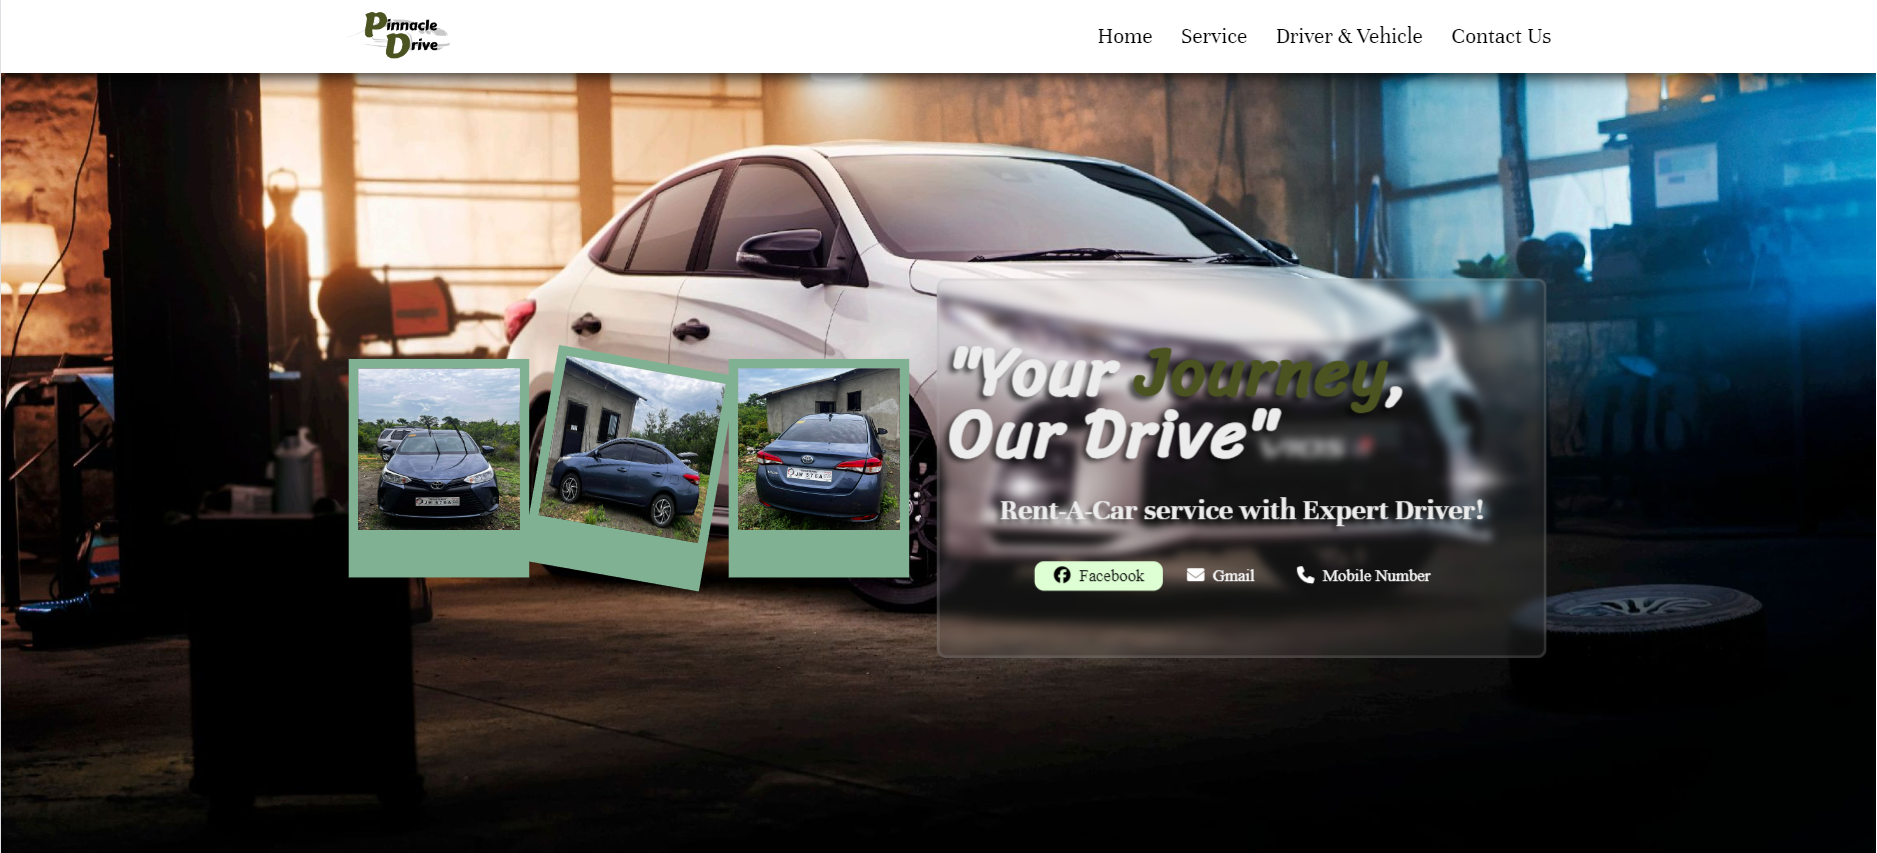 Pinnacle
Drive
Home Service Driver & Vehicle Contact Us
"Your Journey,
Our Drive"
VIOS
Rent-A-Car service with Expert Driver!
Facebook Gmail Mobile Number